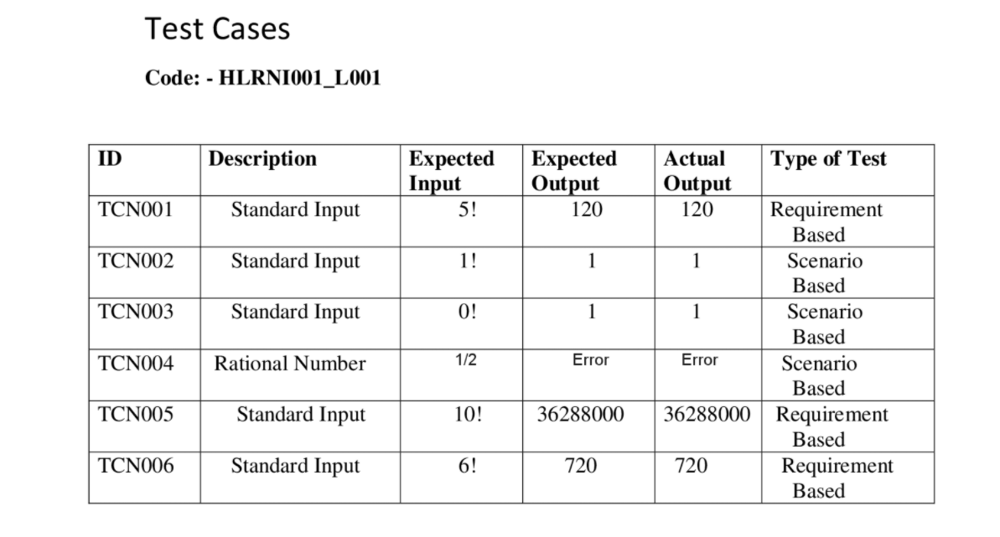 Test Cases
Code: - HLRNI001_L001
ID Description Expected Input Expected Output Actual Output Type of Test
TCN001 Standard Input 5! 120 120 Requirement Based
TCN002 Standard Input 1! 1 1 Scenario Based
TCN003 Standard Input 0! 1 1 Scenario Based
TCN004 Rational Number 1/2 Error Error Scenario Based
TCN005 Standard Input 10! 36288000 36288000 Requirement Based
TCN006 Standard Input 6! 720 720 Requirement Based